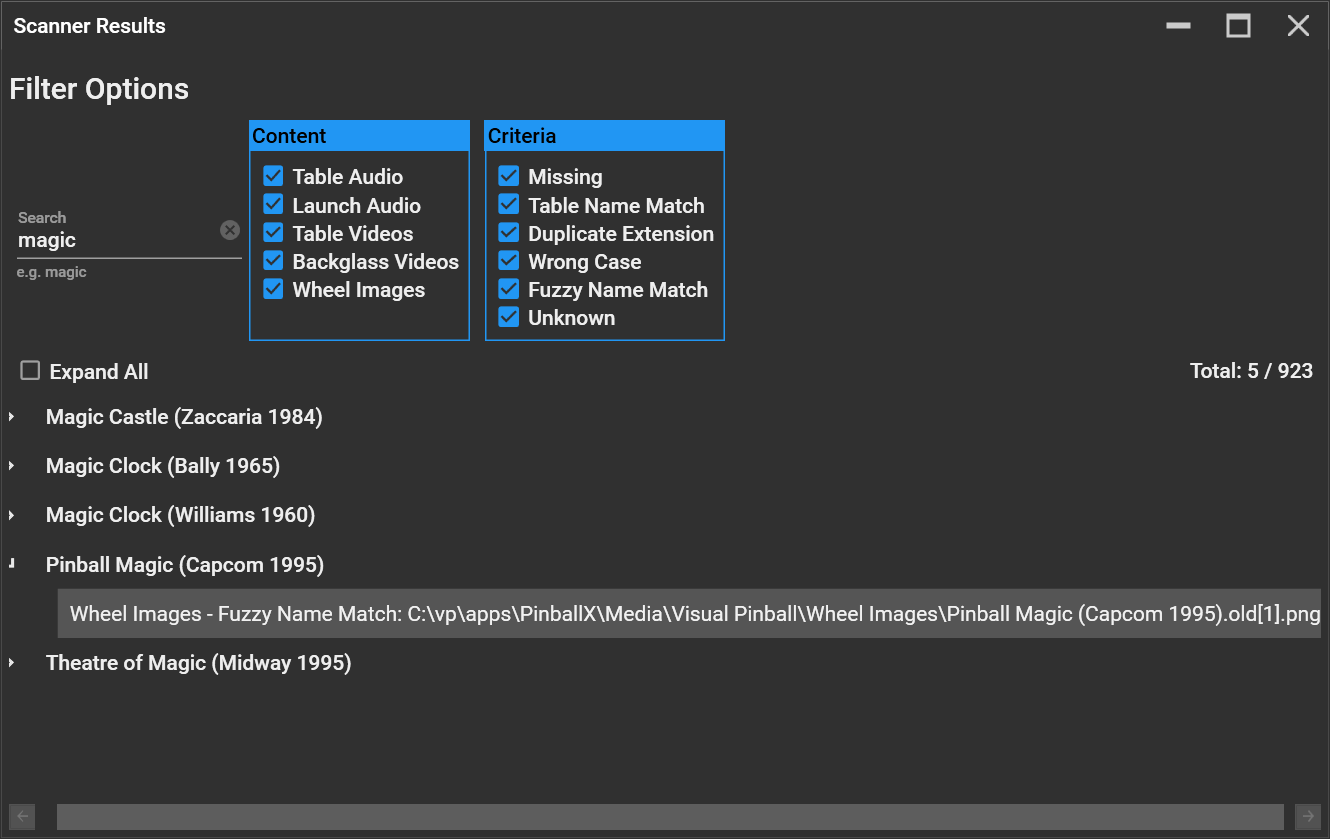 Scanner Results
Filter Options
Search
magic
e.g. magic
Content
Table Audio
Launch Audio
Table Videos
Backglass Videos
Wheel Images
Criteria
Missing
Table Name Match
Duplicate Extension
Wrong Case
Fuzzy Name Match
Unknown
Expand All
Total: 5 / 923
Magic Castle (Zaccaria 1984)
Magic Clock (Bally 1965)
Magic Clock (Williams 1960)
Pinball Magic (Capcom 1995)
Wheel Images - Fuzzy Name Match: C:\vp\apps\PinballX\Media\Visual Pinball\Wheel Images\Pinball Magic (Capcom 1995).old[1].png
Theatre of Magic (Midway 1995)